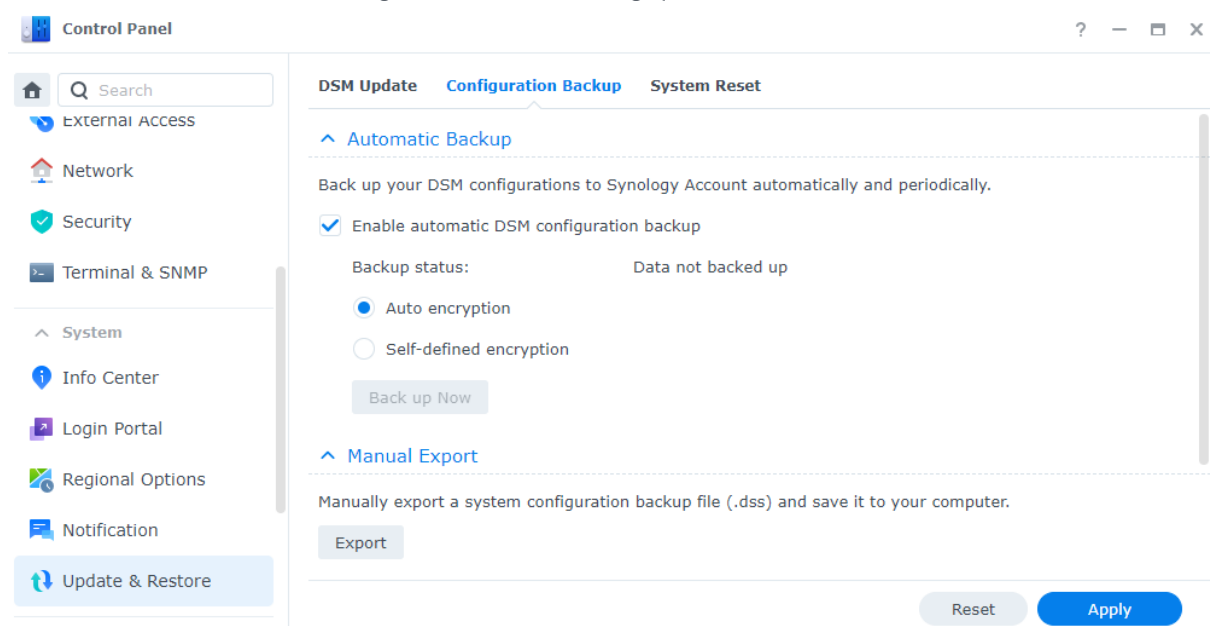 Control Panel
?
Search
External Access
Network
Security
Terminal & SNMP
System
Info Center
Login Portal
Regional Options
Notification
Update & Restore
DSM Update Configuration Backup System Reset
Automatic Backup
Back up your DSM configurations to Synology Account automatically and periodically.
Enable automatic DSM configuration backup
Backup status: Data not backed up
Auto encryption
Self-defined encryption
Back up Now
Manual Export
Manually export a system configuration backup file (.dss) and save it to your computer.
Export
Reset Apply